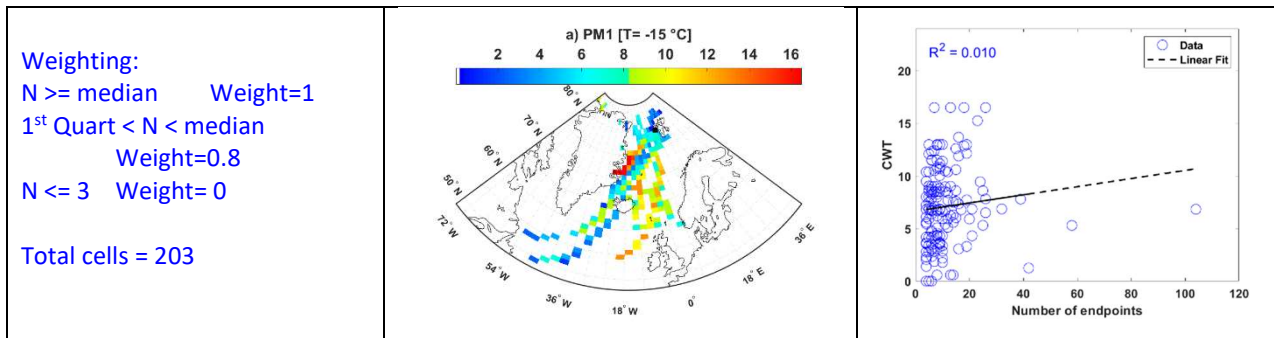 Weighting:
N >= median Weight=1
1st Quart < N < median
Weight=0.8
N <= 3 Weight= 0
Total cells = 203
a) PM1 [T= -15 °C]
2 4 6 8 10 12 14 16
80° N
70° N
60° N
50° N
72° W
54° W
36° W
18° W
0°
18° E
36° E
R2 = 0.010
Data
Linear Fit
CWT
20
15
10
5
0
0 20 40 60 80 100 120
Number of endpoints